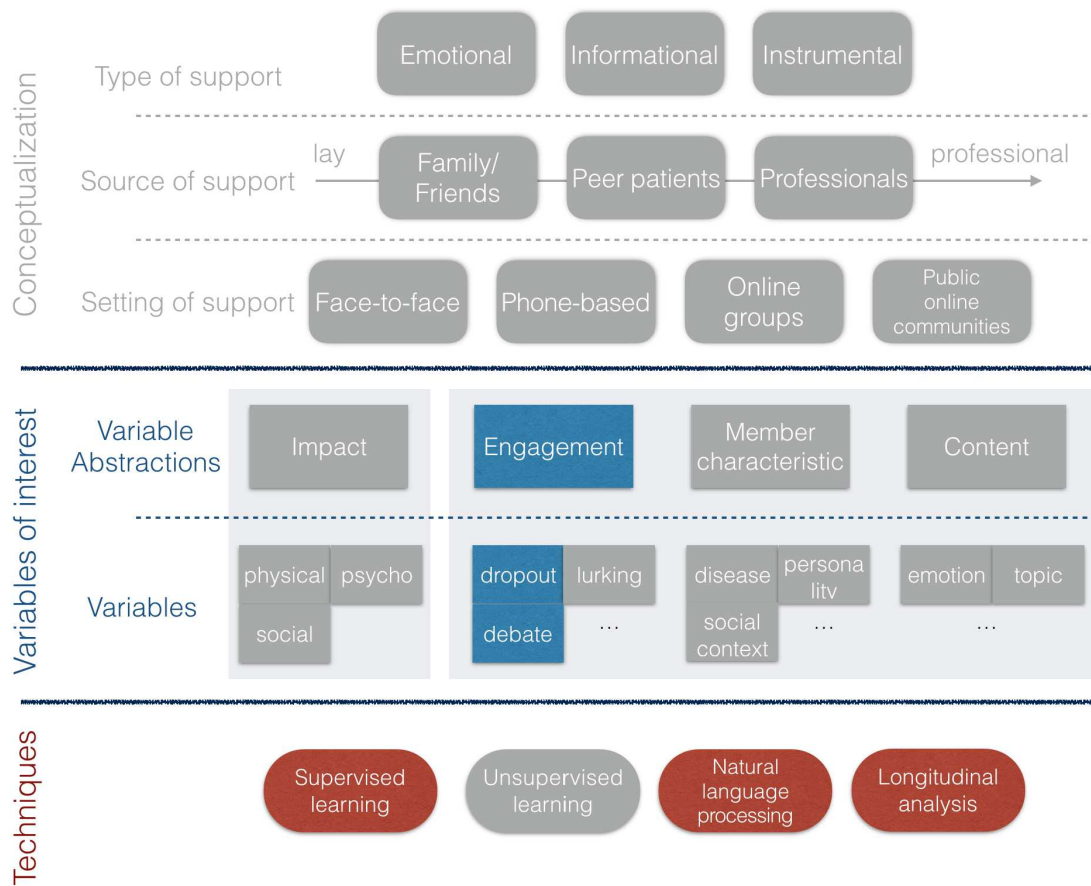 Conceptualization
Type of support
Emotional
Informational
Instrumental
Source of support
lay
Family/
Friends
Peer patients
Professionals
professional
Setting of support
Face-to-face
Phone-based
Online
groups
Public
online
communities
Variables of interest
Variable
Abstractions
Impact
Engagement
Member
characteristic
Content
Variables
physical
psycho
social
dropout
lurking
debate
...
disease
persona
lity
social
context
...
emotion
topic
...
Techniques
Supervised
learning
Unsupervised
learning
Natural
language
processing
Longitudinal
analysis